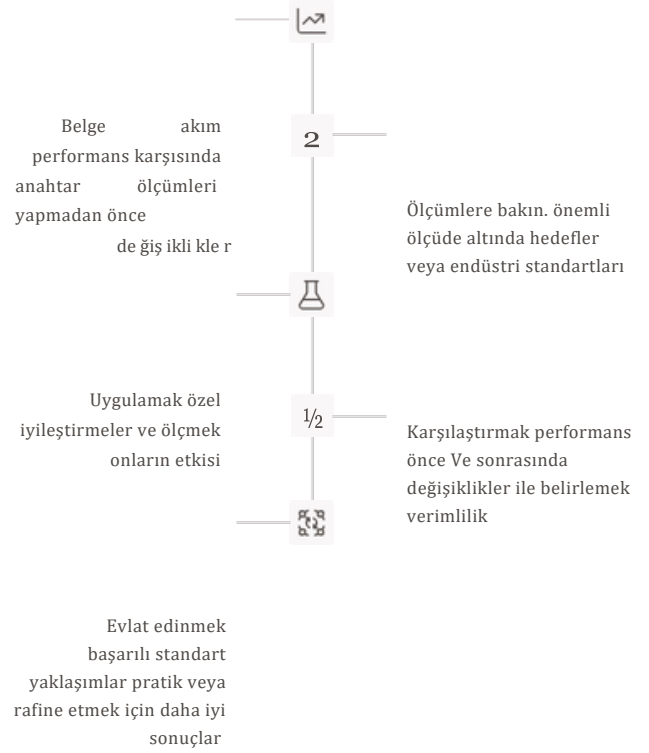 2
Belge akım
performans karşısında
anahtar ölçümleri
yapmadan önce
de ğiş ikli kle r
Ölçümlere bakın. önemli
ölçüde altında hedefler
veya endüstri standartları
Uygulamak özel
iyileştirmeler ve ölçmek
onların etkisi
1/2
Karşılaştırmak performans
önce Ve sonrasında
değişiklikler ile belirlemek
verimlilik
Evlat edinmek
başarılı standart
yaklaşımlar pratik veya
rafine etmek için daha iyi
sonuçlar